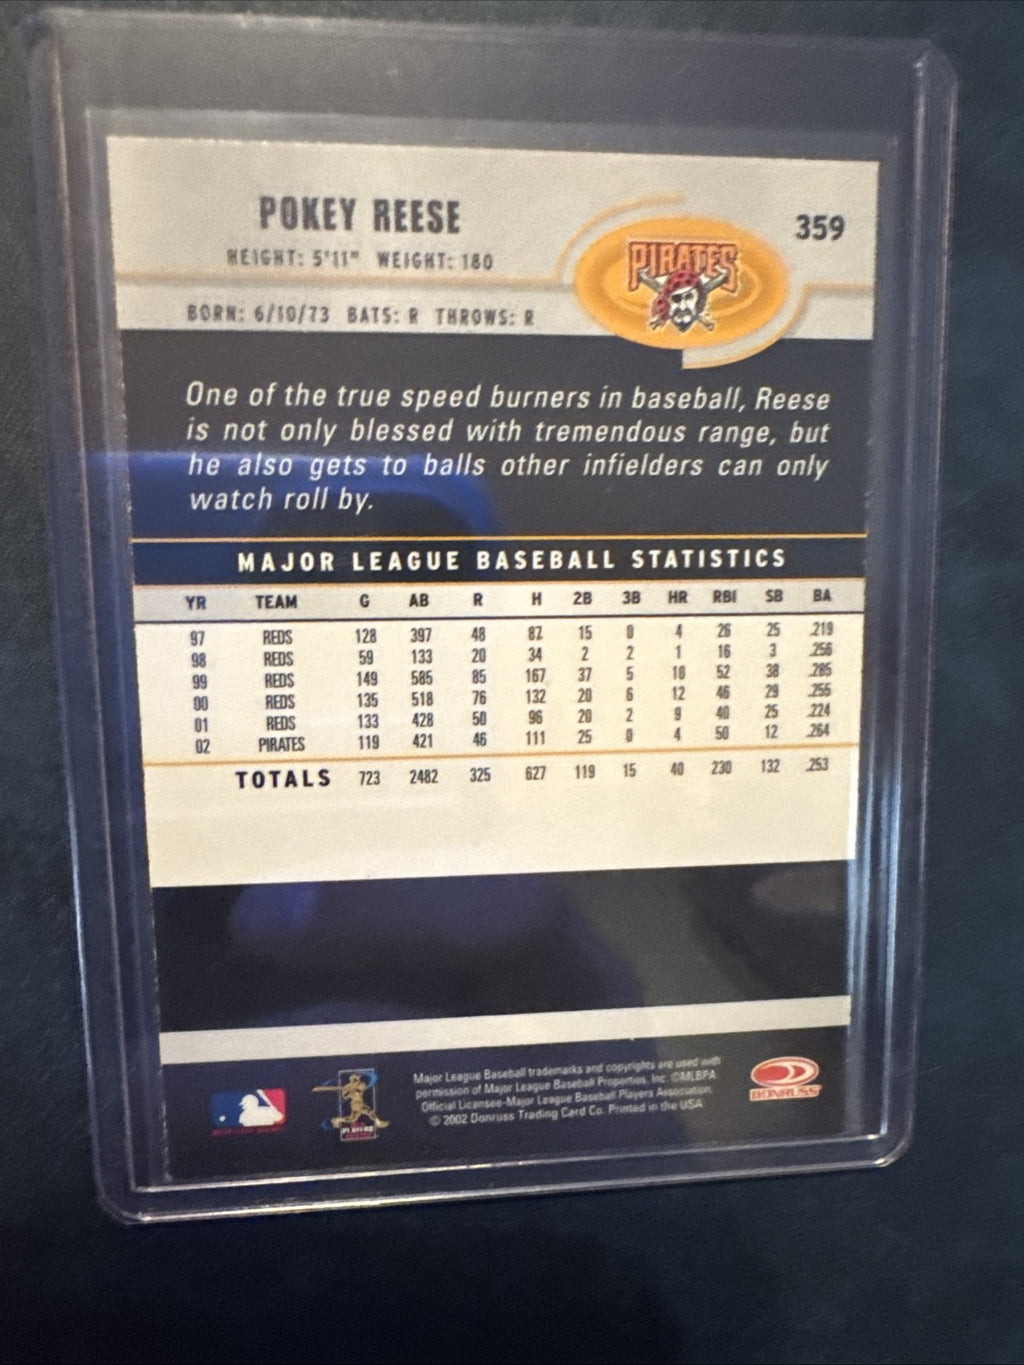 POKEY REESE
359
PIRATES
HEIGHT: 5'11" WEIGHT: 180
BORN: 6/10/73 BATS: R THROWS: R
One of the true speed burners in baseball, Reese
is not only blessed with tremendous range, but
he also gets to balls other infielders can only
watch roll by.
MAJOR LEAGUE BASEBALL STATISTICS
YR TEAM G AB R H 2B 3B HR RBI SB BA
97 REDS 128 397 48 87 15 0 4 26 25 .219
98 REDS 59 133 20 34 2 2 1 16 3 .256
99 REDS 149 585 85 167 37 5 10 52 38 .285
00 REDS 135 518 76 132 20 6 12 46 29 .255
01 REDS 133 428 50 96 20 2 9 40 25 .224
02 PIRATES 119 421 46 111 25 0 4 50 12 .264
TOTALS 723 2482 325 627 119 15 40 230 132 .253
Major League Baseball trademarks and copyrights are used with
permission of Major League Baseball Properties, Inc. ©MLBPA
Official Licensee-Major League Baseball Players Association.
© 2002 Donruss Trading Card Co. Printed in the USA
PLAYERS
DONRUSS